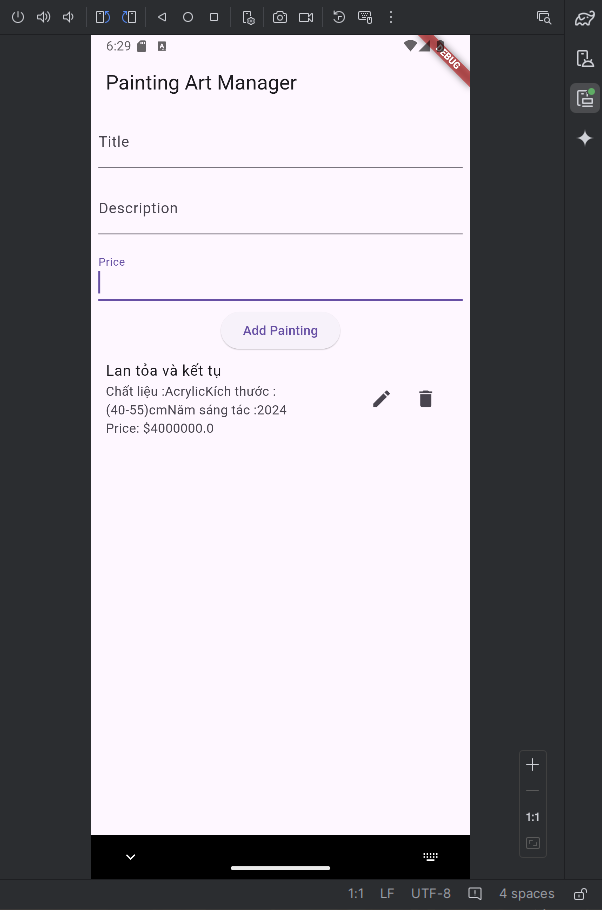 6:29
DEBUG
Painting Art Manager
Title
Description
Price
Add Painting
Lan tỏa và kết tụ
Chất liệu :AcrylicKích thước :
(40-55)cmNăm sáng tác :2024
Price: $4000000.0
1:1
1:1 LF UTF-8 4 spaces